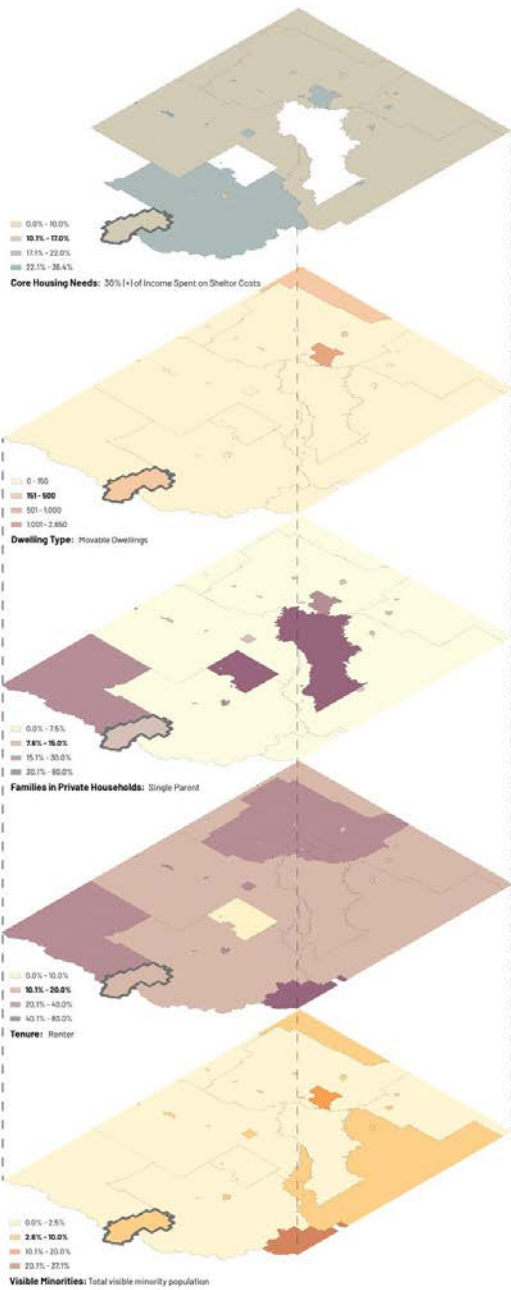 0.0% - 10.0%
10.1% - 17.0%
17.1% - 22.0%
22.1% - 36.4%
Core Housing Needs: 30% (+) of Income Spent on Sheltor Costs
0 - 150
151 - 500
501 - 1,000
1,001 - 2,650
Dwelling Type: Movable Dwellings
0.0% - 7.5%
7.6% - 15.0%
15.1% - 30.0%
30.1% - 60.0%
Families in Private Households: Single Parent
0.0% - 10.0%
10.1% - 20.0%
20.1% - 40.0%
40.1% - 80.0%
Tenure: Renter
0.0% - 2.5%
2.6% - 10.0%
10.1% - 20.0%
20.1% - 37.1%
Visible Minorities: Total visible minority population